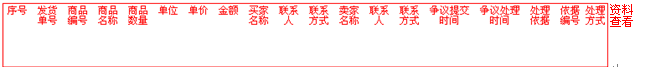 序号 发货单号 商品编号 商品名称 商品数量 单位 单价 金额 买家名称 联系人 联系方式 卖家名称 联系人 联系方式 争议提交时间 争议处理时间 处理依据 依据编号 处理方式 资料查看